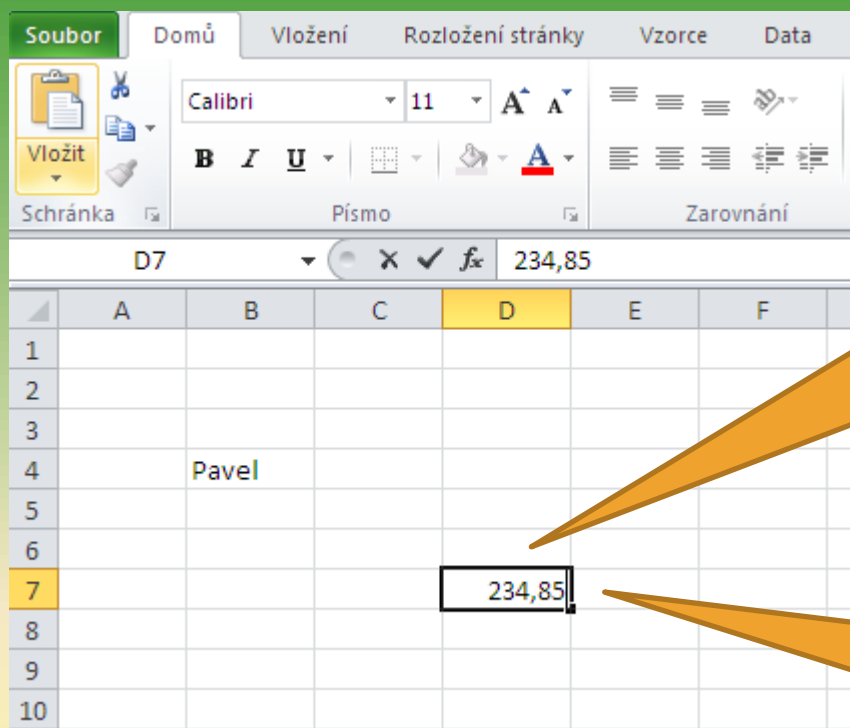 Soubor Domů Vložení Rozložení stránky Vzorce Data
Calibri 11 A A
Vložit B I U A
Schránka Písmo Zarovnání
D7 fx 234,85
A B C D E F
1
2
3
4 Pavel
5
6
7 234,85
8
9
10